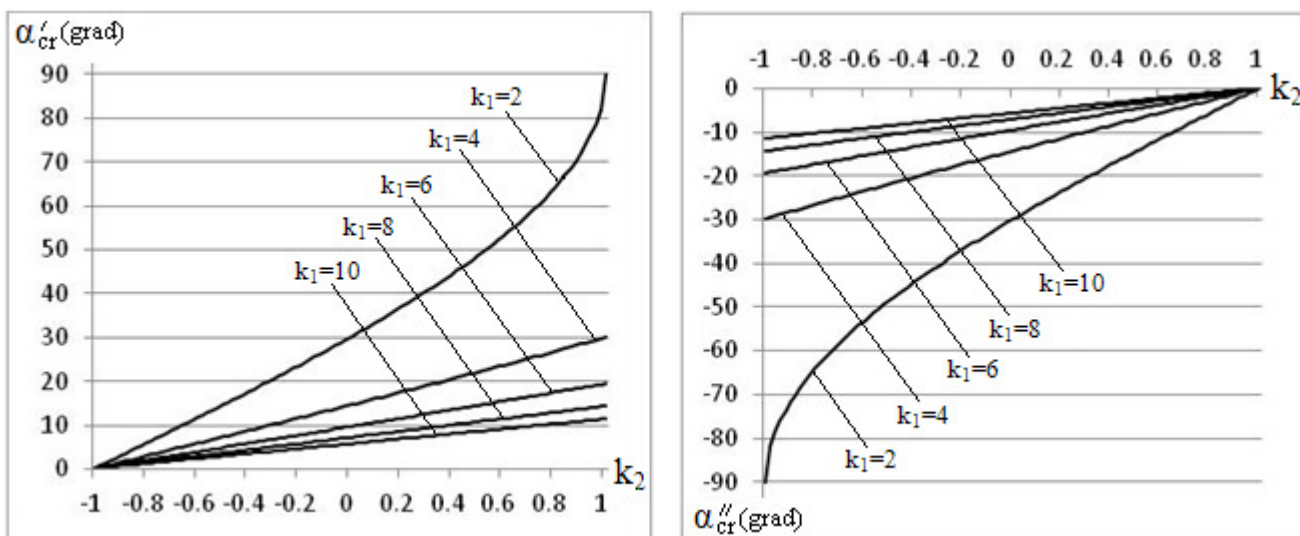 α′cr (grad)
90
80
70
60
50
40
30
20
10
0
k₁=2
k₁=4
k₁=6
k₁=8
k₁=10
k₂
-1 -0.8 -0.6 -0.4 -0.2 0 0.2 0.4 0.6 0.8 1
-1 -0.8 -0.6 -0.4 -0.2 0 0.2 0.4 0.6 0.8 1
k₂
0
-10
-20
-30
-40
-50
-60
-70
-80
-90
k₁=10
k₁=8
k₁=6
k₁=4
k₁=2
α″cr (grad)